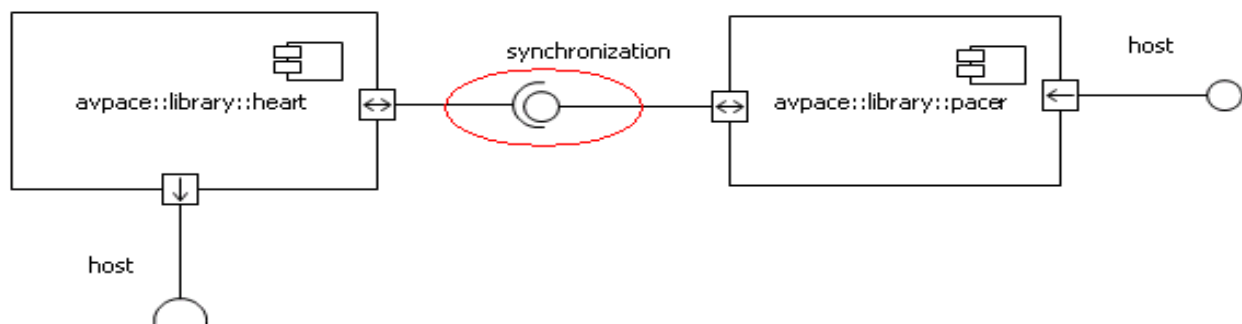 synchronization
host
avpace::library::heart
avpace::library::pacer
host